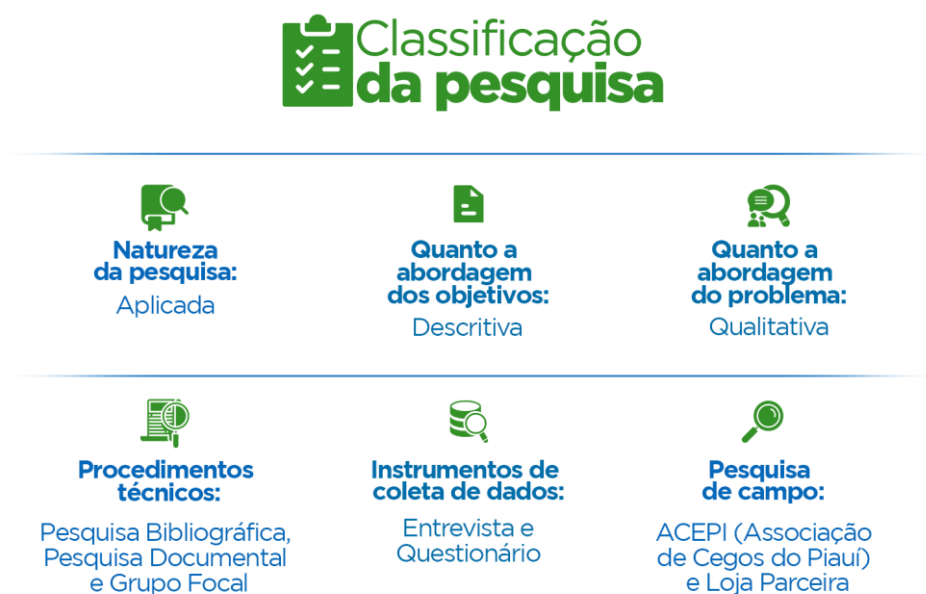 Classificação
da pesquisa
Natureza
da pesquisa:
Aplicada
Quanto a
abordagem
dos objetivos:
Descritiva
Quanto a
abordagem
do problema:
Qualitativa
Procedimentos
técnicos:
Pesquisa Bibliográfica,
Pesquisa Documental
e Grupo Focal
Instrumentos de
coleta de dados:
Entrevista e
Questionário
Pesquisa
de campo:
ACEPI (Associação
de Cegos do Piauí)
e Loja Parceira